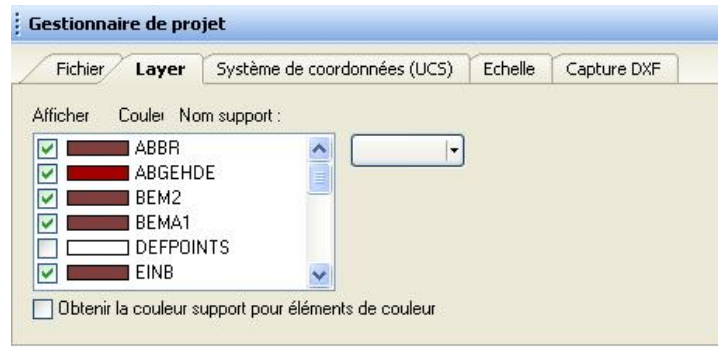 Gestionnaire de projet
Fichier Layer Système de coordonnées (UCS) Echelle Capture DXF
Afficher Couleı Nom support :
ABBR
ABGEHDE
BEM2
BEMA1
DEFPOINTS
EINB
Obtenir la couleur support pour éléments de couleur